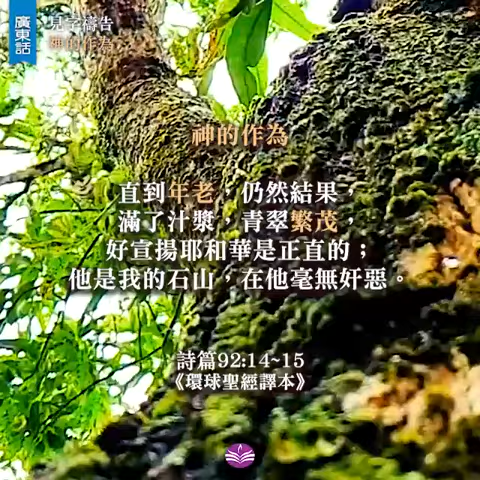 廣東話
見字禱告
神的作為
神的作為
直到年老，仍然結果，
滿了汁漿，青翠繁茂，
好宣揚耶和華是正直的；
他是我的石山，在他毫無奸惡。
詩篇92:14~15
《環球聖經譯本》